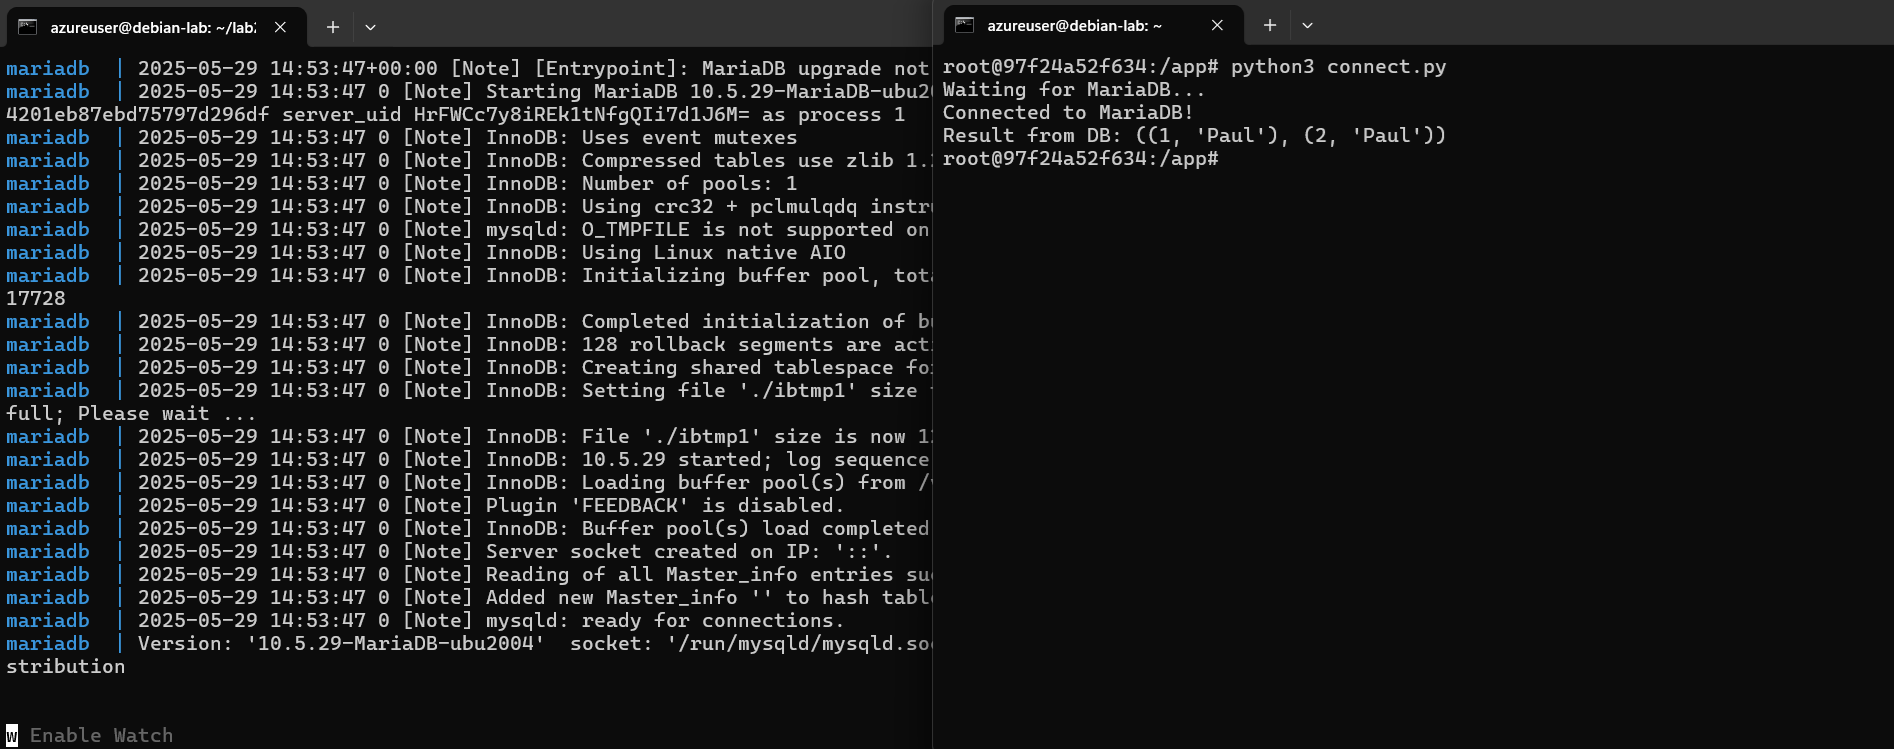 azureuser@debian-lab: ~/lab
mariadb | 2025-05-29 14:53:47+00:00 [Note] [Entrypoint]: MariaDB upgrade not
mariadb | 2025-05-29 14:53:47 0 [Note] Starting MariaDB 10.5.29-MariaDB-ubu20
4201eb87ebd75797d296df server_uid HrFWCc7y8iREk1tNfgQIi7d1J6M= as process 1
mariadb | 2025-05-29 14:53:47 0 [Note] InnoDB: Uses event mutexes
mariadb | 2025-05-29 14:53:47 0 [Note] InnoDB: Compressed tables use zlib 1.
mariadb | 2025-05-29 14:53:47 0 [Note] InnoDB: Number of pools: 1
mariadb | 2025-05-29 14:53:47 0 [Note] InnoDB: Using crc32 + pclmulqdq instru
mariadb | 2025-05-29 14:53:47 0 [Note] mysqld: O_TMPFILE is not supported on
mariadb | 2025-05-29 14:53:47 0 [Note] InnoDB: Using Linux native AIO
mariadb | 2025-05-29 14:53:47 0 [Note] InnoDB: Initializing buffer pool, tota
17728
mariadb | 2025-05-29 14:53:47 0 [Note] InnoDB: Completed initialization of bu
mariadb | 2025-05-29 14:53:47 0 [Note] InnoDB: 128 rollback segments are acti
mariadb | 2025-05-29 14:53:47 0 [Note] InnoDB: Creating shared tablespace for
mariadb | 2025-05-29 14:53:47 0 [Note] InnoDB: Setting file './ibtmp1' size
full; Please wait ...
mariadb | 2025-05-29 14:53:47 0 [Note] InnoDB: File './ibtmp1' size is now 12
mariadb | 2025-05-29 14:53:47 0 [Note] InnoDB: 10.5.29 started; log sequence
mariadb | 2025-05-29 14:53:47 0 [Note] InnoDB: Loading buffer pool(s) from /v
mariadb | 2025-05-29 14:53:47 0 [Note] Plugin 'FEEDBACK' is disabled.
mariadb | 2025-05-29 14:53:47 0 [Note] InnoDB: Buffer pool(s) load completed
mariadb | 2025-05-29 14:53:47 0 [Note] Server socket created on IP: '::'.
mariadb | 2025-05-29 14:53:47 0 [Note] Reading of all Master_info entries suc
mariadb | 2025-05-29 14:53:47 0 [Note] Added new Master_info '' to hash table
mariadb | 2025-05-29 14:53:47 0 [Note] mysqld: ready for connections.
mariadb | Version: '10.5.29-MariaDB-ubu2004'  socket: '/run/mysqld/mysqld.soc
stribution
w Enable Watch
azureuser@debian-lab: ~
root@97f24a52f634:/app# python3 connect.py
Waiting for MariaDB...
Connected to MariaDB!
Result from DB: ((1, 'Paul'), (2, 'Paul'))
root@97f24a52f634:/app#